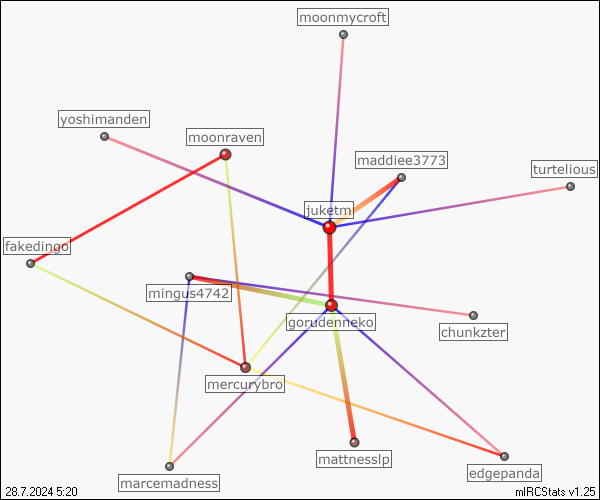 moonmycroft
yoshimanden
moonraven
maddiee3773
turtelious
juketm
fakedingo
mingus4742
gorudenneko
chunkzter
mercurybro
mattnesslp
edgepanda
marcemadness
28.7.2024 5:20
mIRCStats v1.25